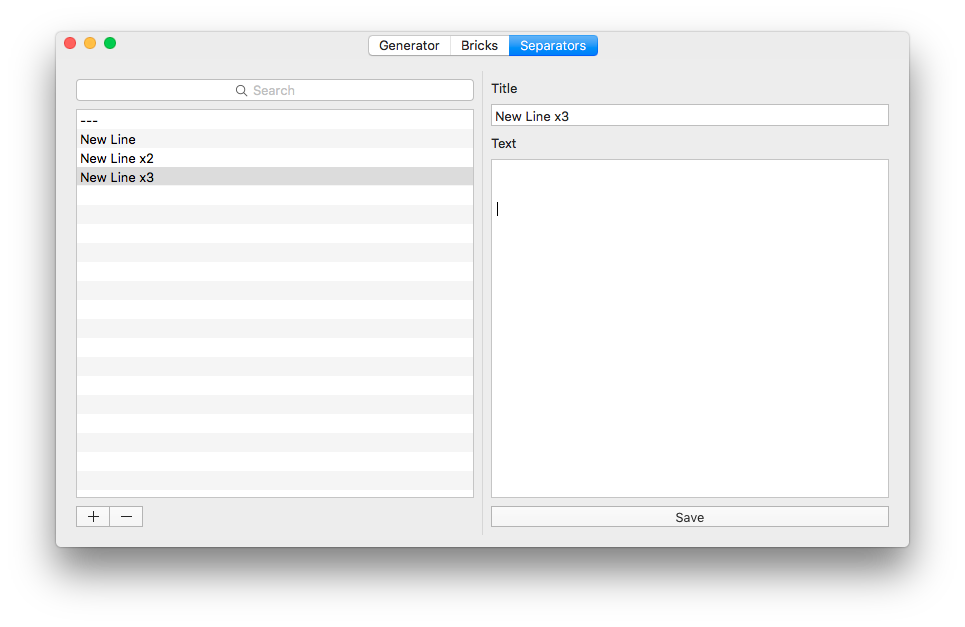 Generator Bricks Separators
Search
---
New Line
New Line x2
New Line x3
Title
New Line x3
Text
Save